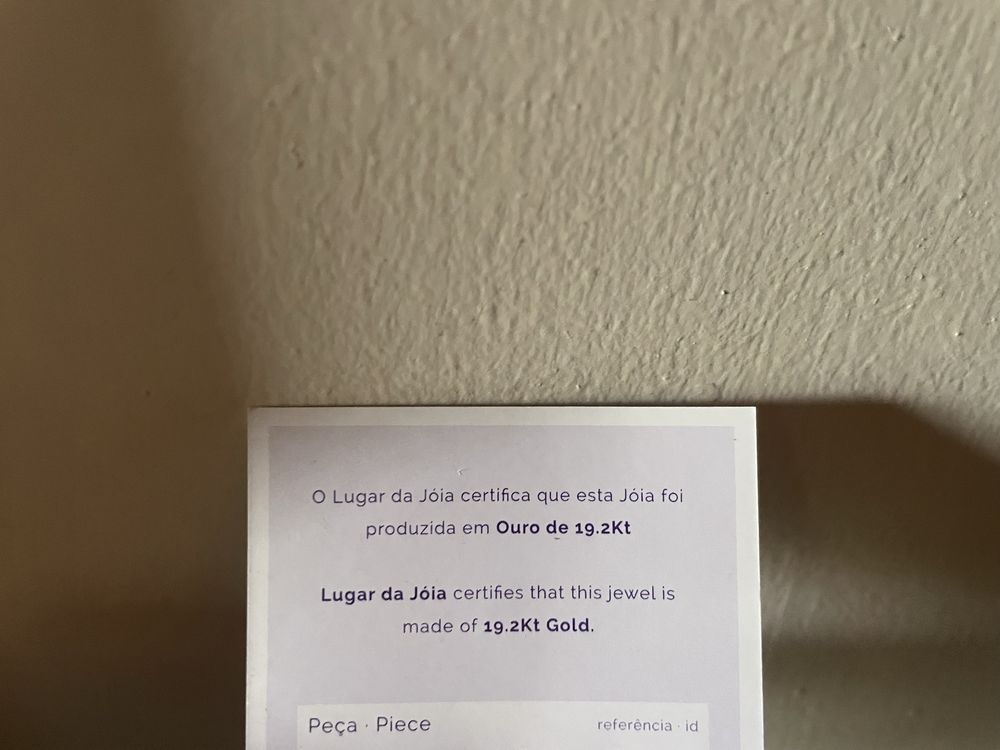 O Lugar da Jóia certifica que esta Jóia foi
produzida em Ouro de 19.2Kt
Lugar da Jóia certifies that this jewel is
made of 19.2Kt Gold.
Peça · Piece
referência · id